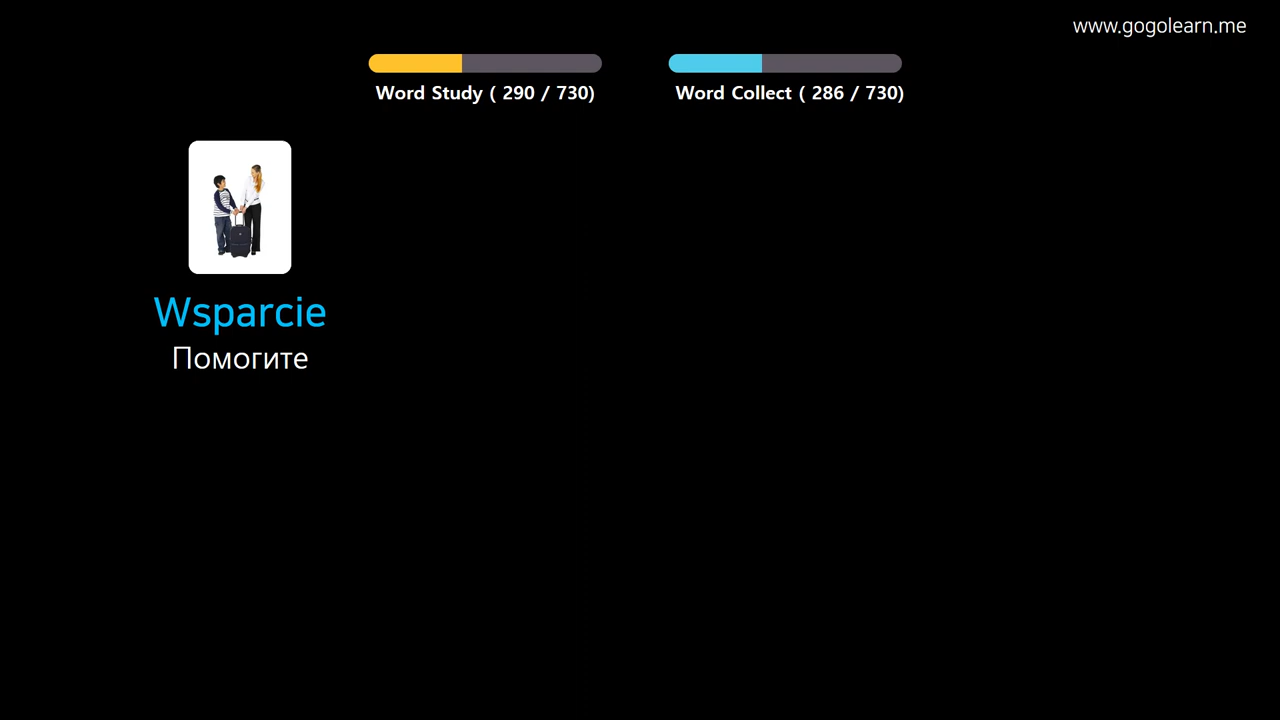 www.gogolearn.me
Word Study ( 290 / 730)
Word Collect ( 286 / 730)
Wsparcie
Помогите